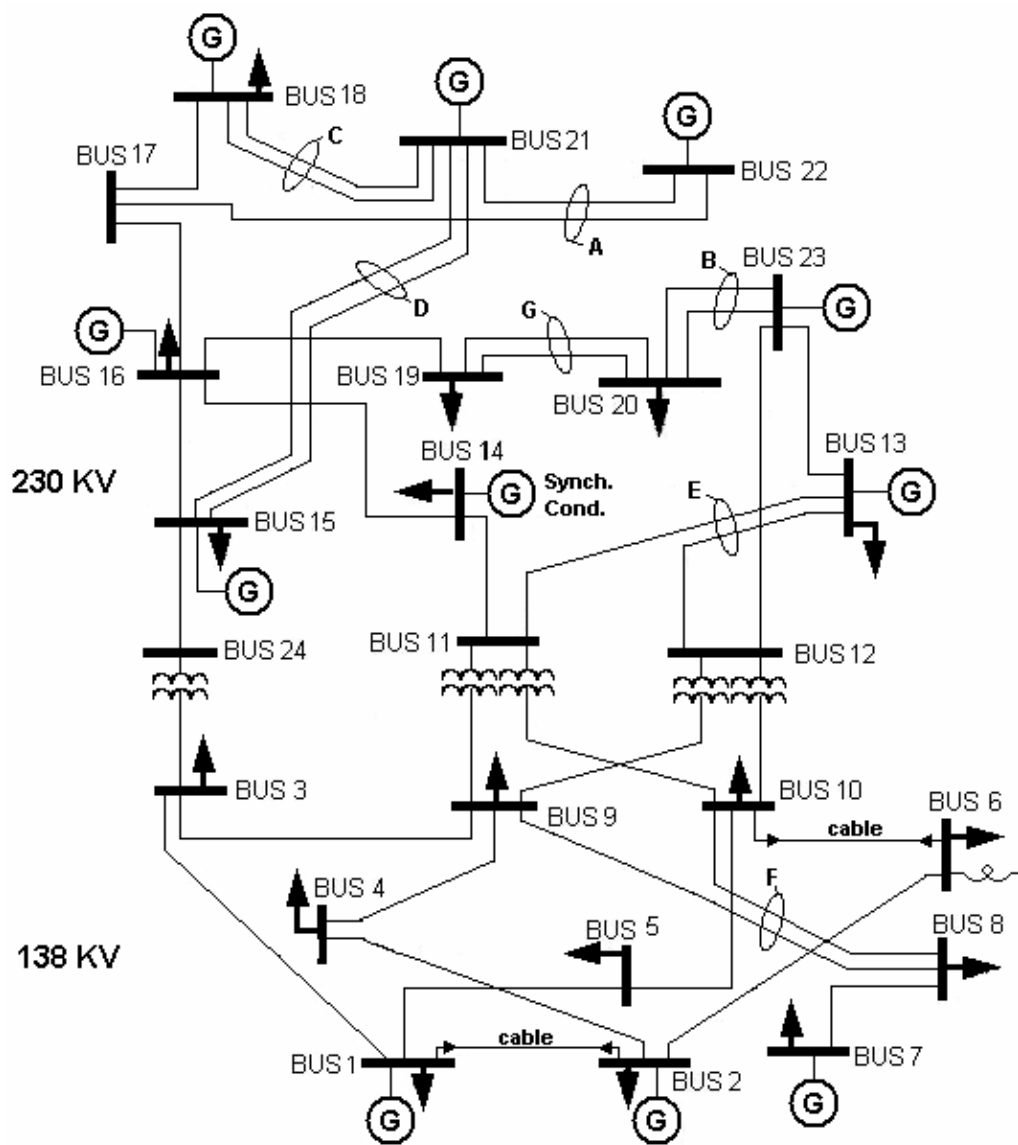 G
G
BUS 18
G
C
BUS 21
BUS 17
BUS 22
A
BUS 23
B
D
G
G
G
BUS 16
BUS 19
BUS 20
BUS 14
BUS 13
230 KV
G
Synch.
Cond.
E
G
BUS 15
G
BUS 24
BUS 11
BUS 12
BUS 3
BUS 9
BUS 10
BUS 6
cable
BUS 4
F
BUS 5
BUS 8
138 KV
cable
BUS 1
BUS 2
BUS 7
G
G
G